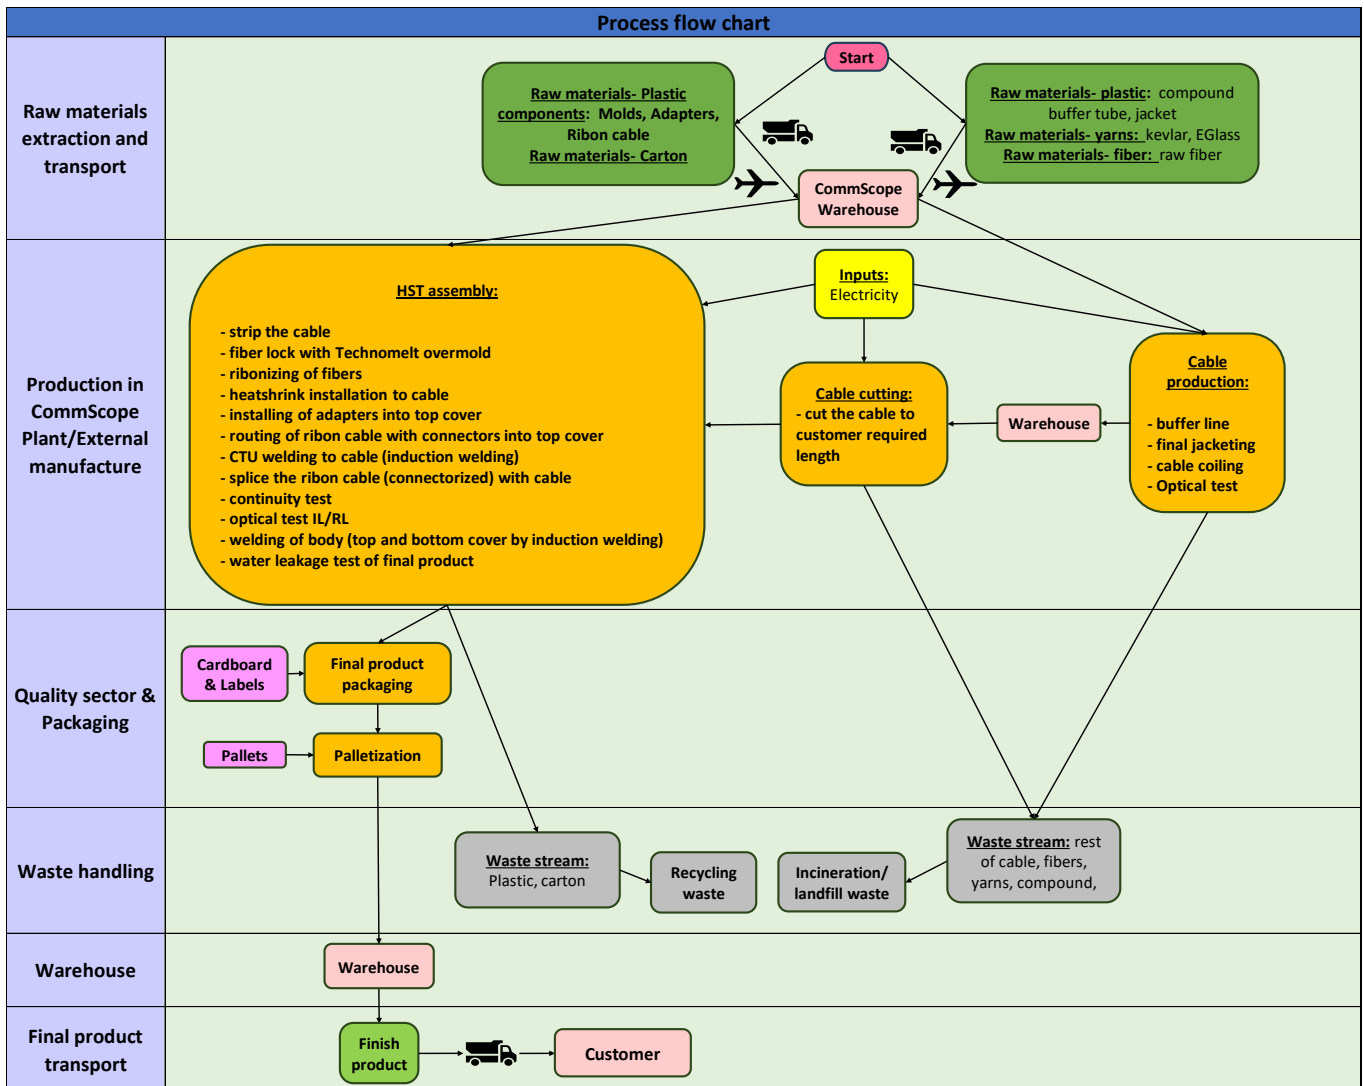 Process flow chart
Raw materials
extraction and
transport
Start
Raw materials- Plastic
components: Molds, Adapters,
Ribon cable
Raw materials- Carton
Raw materials- plastic: compound
buffer tube, jacket
Raw materials- yarns: kevlar, EGlass
Raw materials- fiber: raw fiber
CommScope
Warehouse
Production in
CommScope
Plant/External
manufacture
HST assembly:
- strip the cable
- fiber lock with Technomelt overmold
- ribonizing of fibers
- heatshrink installation to cable
- installing of adapters into top cover
- routing of ribon cable with connectors into top cover
- CTU welding to cable (induction welding)
- splice the ribon cable (connectorized) with cable
- continuity test
- optical test IL/RL
- welding of body (top and bottom cover by induction welding)
- water leakage test of final product
Inputs:
Electricity
Cable cutting:
- cut the cable to
customer required
length
Warehouse
Cable
production:
- buffer line
- final jacketing
- cable coiling
- Optical test
Quality sector &
Packaging
Cardboard
& Labels
Final product
packaging
Pallets
Palletization
Waste handling
Waste stream:
Plastic, carton
Recycling
waste
Incineration/
landfill waste
Waste stream: rest
of cable, fibers,
yarns, compound,
Warehouse
Warehouse
Final product
transport
Finish
product
Customer